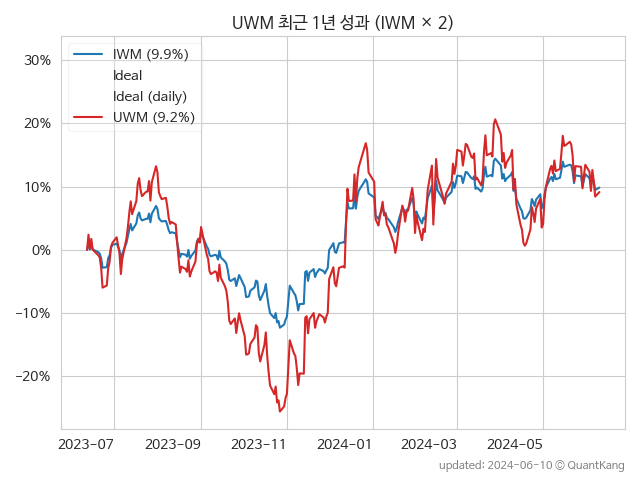 UWM 최근 1년 성과 (IWM × 2)
IWM (9.9%)
Ideal
Ideal (daily)
UWM (9.2%)
30%
20%
10%
0%
−10%
−20%
2023-07
2023-09
2023-11
2024-01
2024-03
2024-05
updated: 2024-06-10 © QuantKang